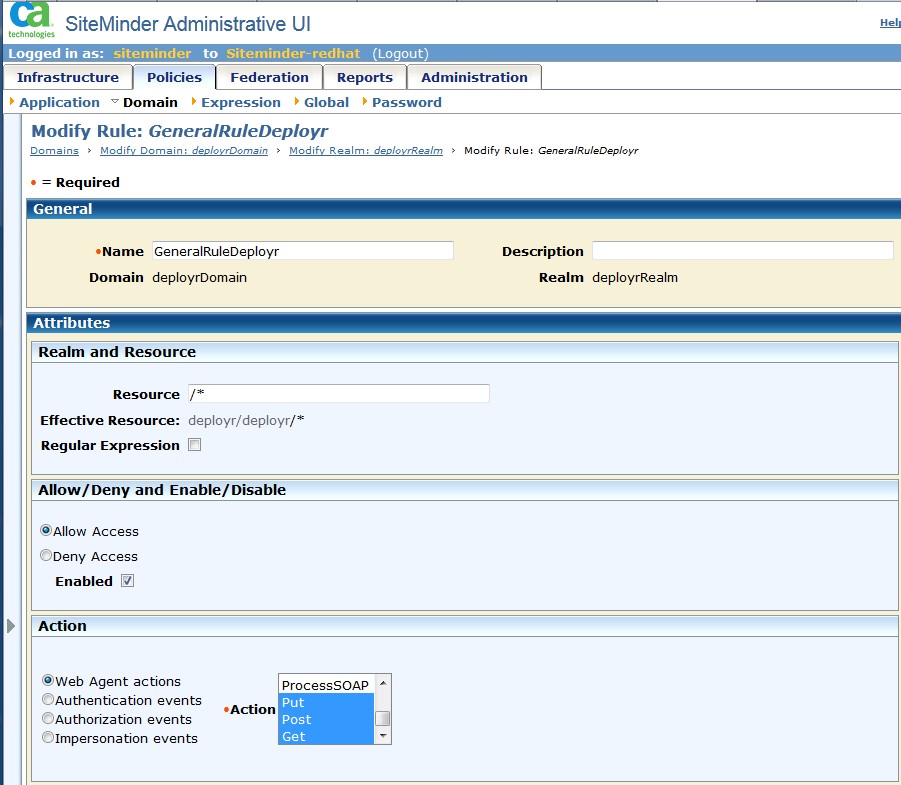 ca
technologies
SiteMinder Administrative UI
Help
Logged in as: siteminder to Siteminder-redhat (Logout)
Infrastructure Policies Federation Reports Administration
Application Domain Expression Global Password
Modify Rule: GeneralRuleDeployr
Domains › Modify Domain: deployrDomain › Modify Realm: deployrRealm › Modify Rule: GeneralRuleDeployr
• = Required
General
•Name GeneralRuleDeployr Description
Domain deployrDomain Realm deployrRealm
Attributes
Realm and Resource
Resource /*
Effective Resource: deployr/deployr/*
Regular Expression
Allow/Deny and Enable/Disable
Allow Access
Deny Access
Enabled
Action
Web Agent actions
Authentication events
Authorization events
Impersonation events
•Action
ProcessSOAP
Put
Post
Get